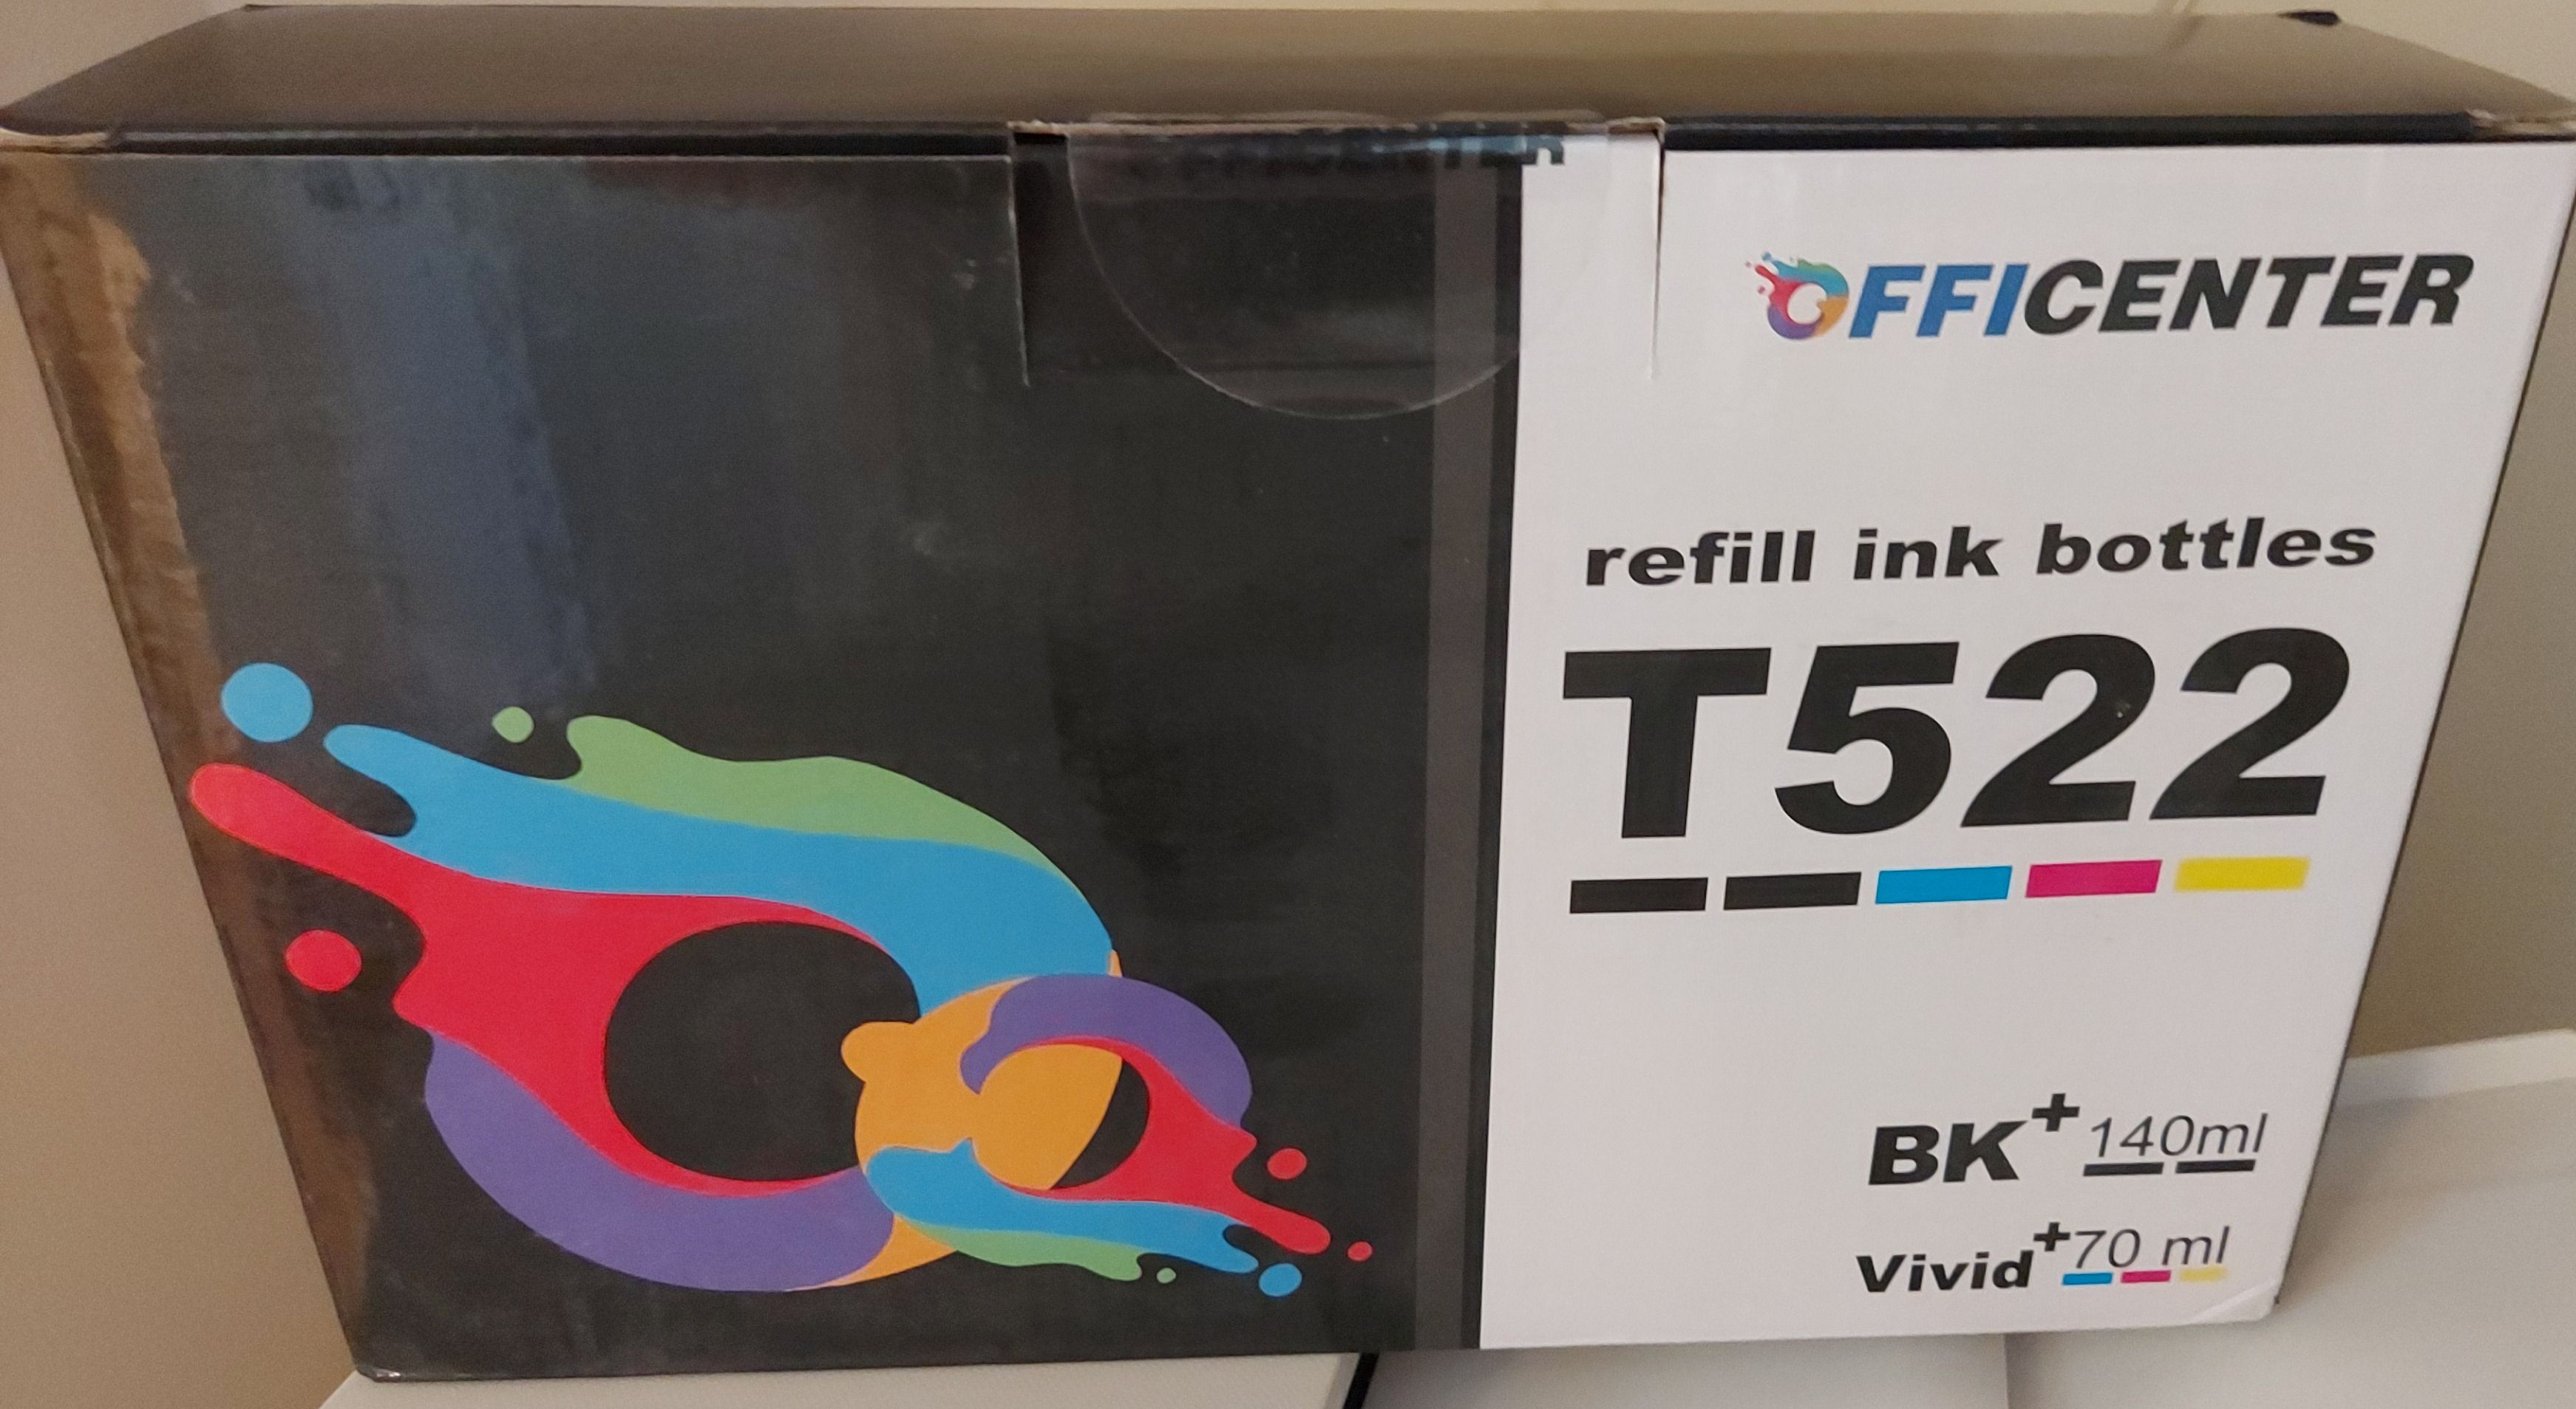 OFFICENTER
refill ink bottles
T522
BK+ 140ml
Vivid+ 70 ml